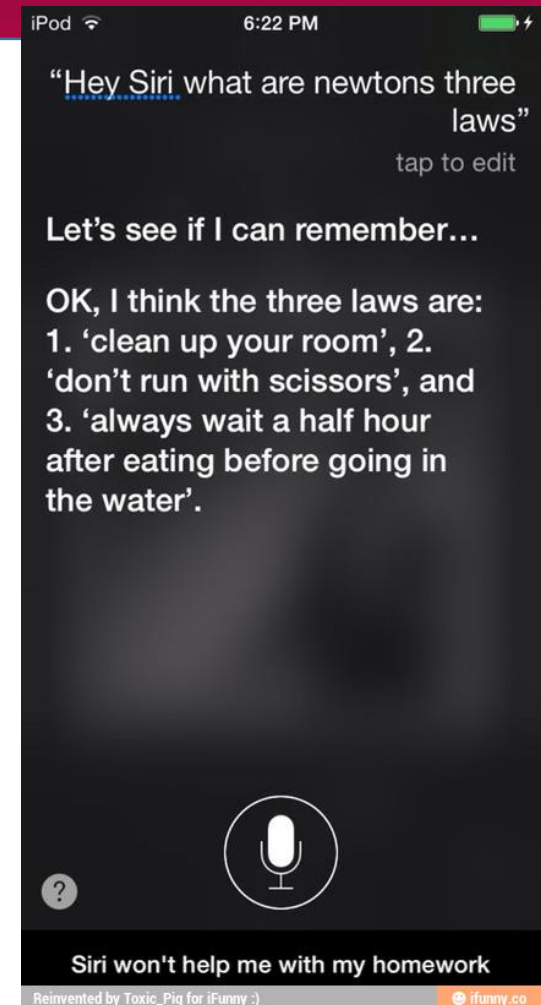 iPod 6:22 PM
“Hey Siri what are newtons three
laws”
tap to edit
Let’s see if I can remember...
OK, I think the three laws are:
1. ‘clean up your room’, 2.
‘don’t run with scissors’, and
3. ‘always wait a half hour
after eating before going in
the water’.
?
Siri won't help me with my homework
Reinvented by Toxic_Pig for iFunny :)
ifunny.co